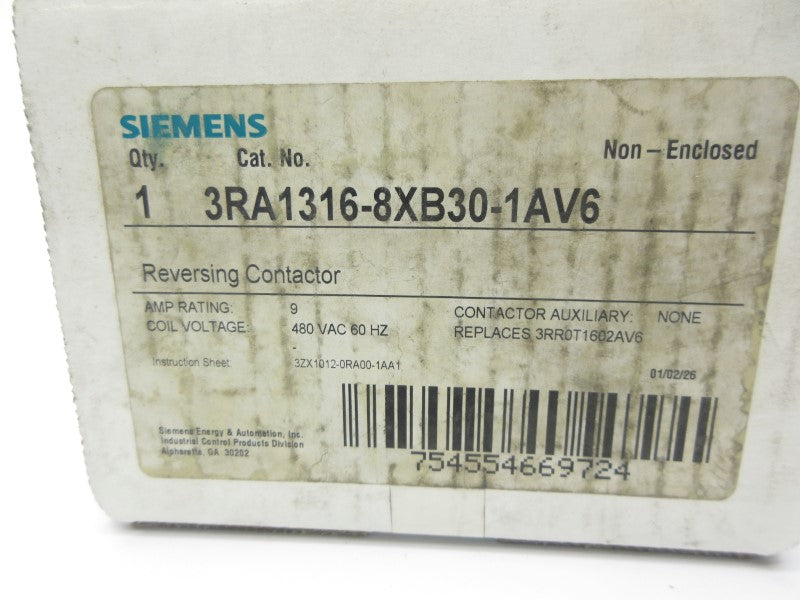 SIEMENS
Qty. Cat. No. Non-Enclosed
1 3RA1316-8XB30-1AV6
Reversing Contactor
AMP RATING: 9 CONTACTOR AUXILIARY: NONE
COIL VOLTAGE: 480 VAC 60 HZ REPLACES 3RR0T1602AV6
-
Instruction Sheet 3ZX1012-0RA00-1AA1
01/02/26
Siemens Energy & Automation, Inc.
Industrial Control Products Division
Alpharetta, GA 30202
754554669724